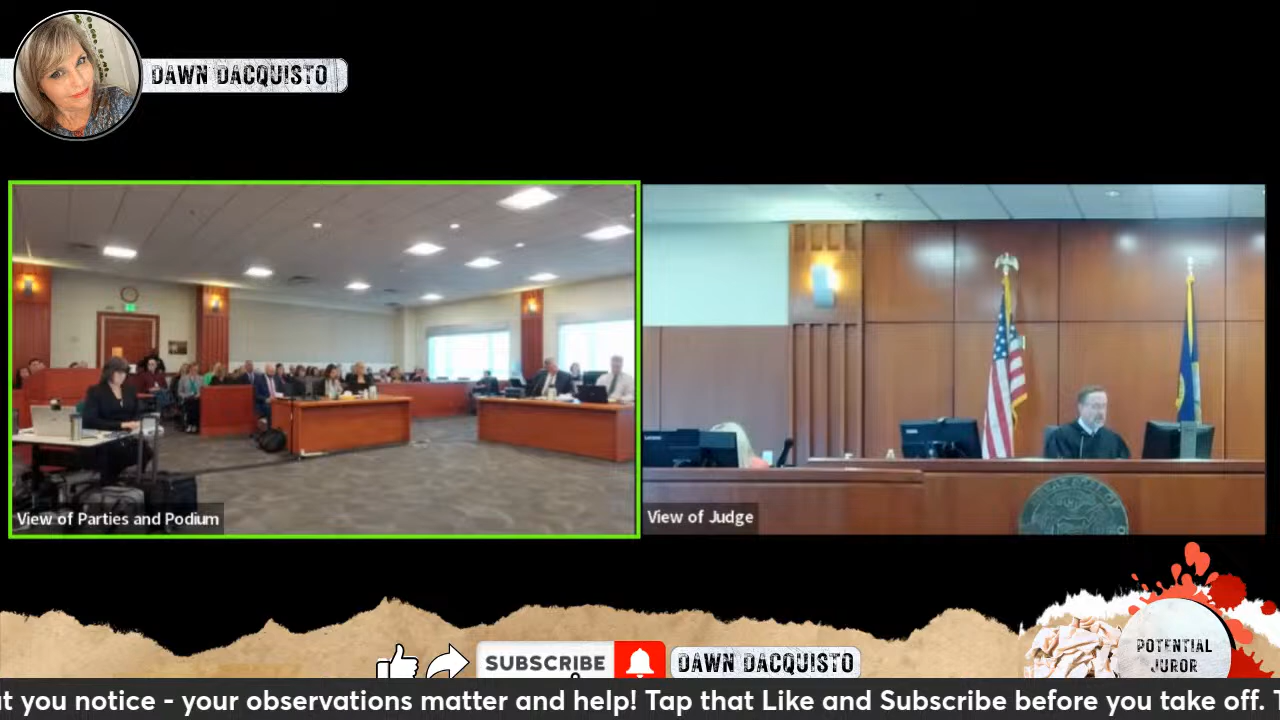 DAWN DACQUISTO
View of Parties and Podium
View of Judge
SUBSCRIBE
DAWN DACQUISTO
POTENTIAL
JUROR
you notice - your observations matter and help! Tap that Like and Subscribe before you take off.